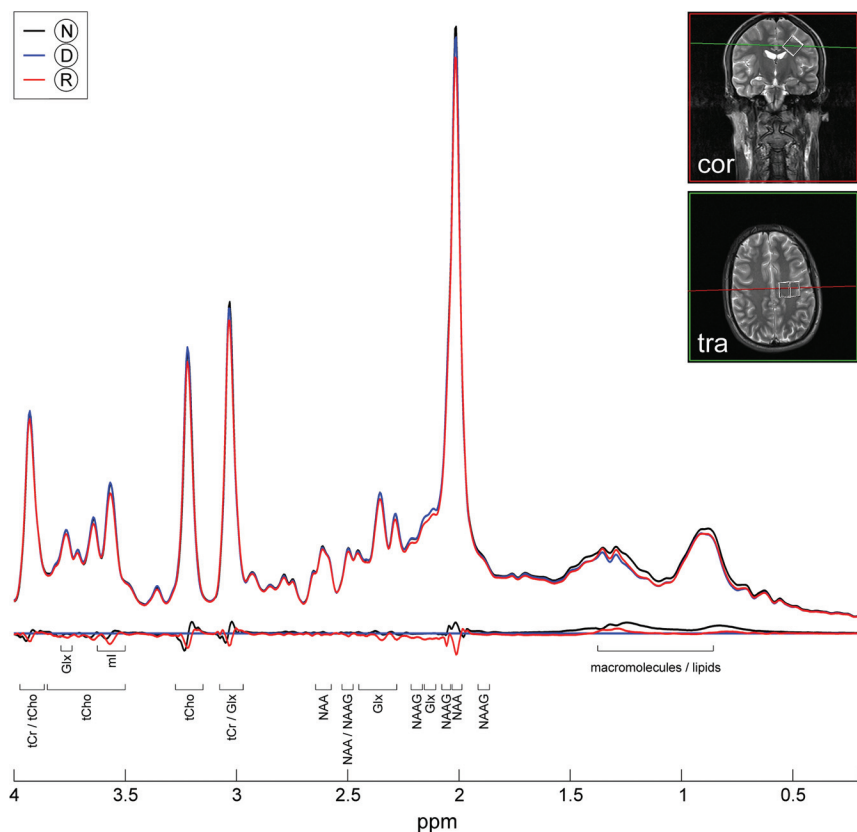 N
D
R
cor
tra
Glx
mI
macromolecules / lipids
tCr / tCho
tCho
tCho
tCr / Glx
NAA
NAA / NAAG
Glx
NAAG
Glx
NAAG
NAA
NAAG
4 3.5 3 2.5 2 1.5 1 0.5
ppm